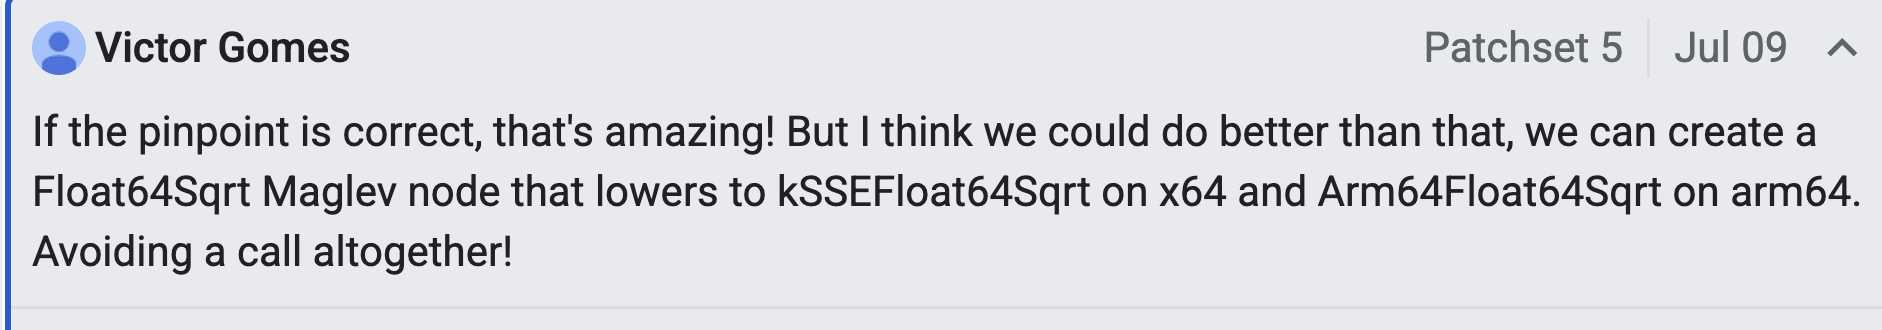 Victor Gomes
Patchset 5
Jul 09
If the pinpoint is correct, that's amazing! But I think we could do better than that, we can create a
Float64Sqrt Maglev node that lowers to kSSEFloat64Sqrt on x64 and Arm64Float64Sqrt on arm64.
Avoiding a call altogether!